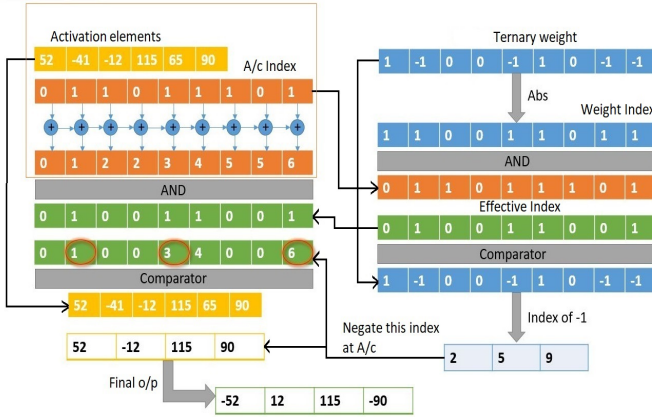 Activation elements
52 -41 -12 115 65 90
A/c Index
0 1 1 0 1 1 1 0 1
+ + + + + + + + +
0 1 2 2 3 4 5 5 6
AND
0 1 0 0 1 1 0 0 1
0 1 0 0 3 4 0 0 6
Comparator
52 -41 -12 115 65 90
52 -12 115 90
Final o/p
-52 12 115 -90
Ternary weight
1 -1 0 0 -1 1 0 -1 -1
Abs
Weight Index
1 1 0 0 1 1 0 1 1
AND
0 1 1 0 1 1 1 0 1
Effective Index
0 1 0 0 1 1 0 0 1
Comparator
1 -1 0 0 -1 1 0 -1 -1
Index of -1
Negate this index
at A/c
2 5 9